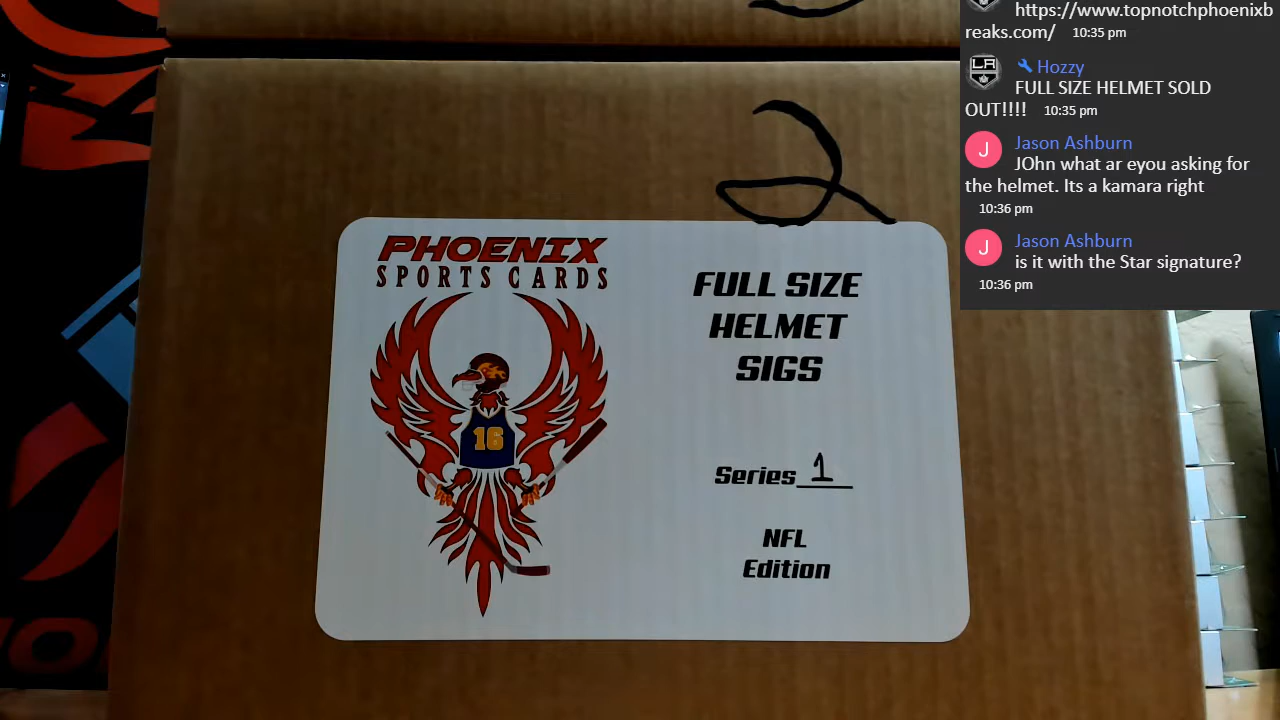 https://www.topnotchphoenixb
reaks.com/ 10:35 pm
Hozzy
FULL SIZE HELMET SOLD
OUT!!!! 10:35 pm
Jason Ashburn
JOhn what ar eyou asking for
the helmet. Its a kamara right
10:36 pm
Jason Ashburn
is it with the Star signature?
10:36 pm
J
J
LA
2
PHOENIX
SPORTS CARDS
16
FULL SIZE
HELMET
SIGS
Series 1
NFL
Edition